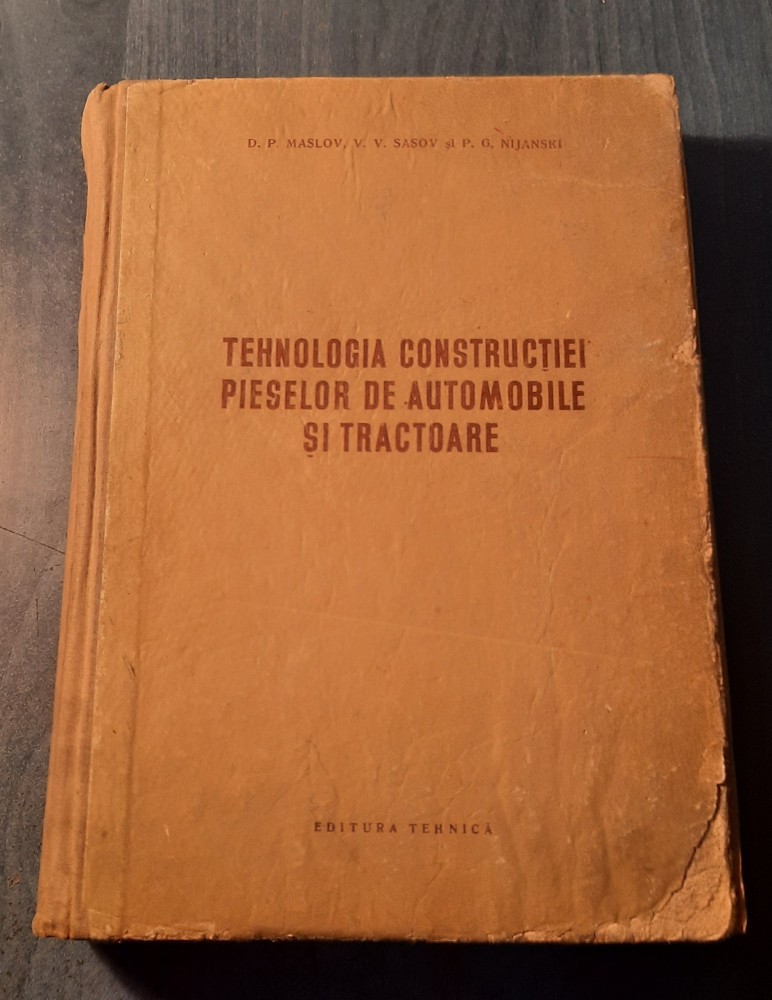 D. P. MASLOV, V. V. SASOV și P. G. NIJANSKI
TEHNOLOGIA CONSTRUCȚIEI
PIESELOR DE AUTOMOBILE
ȘI TRACTOARE
EDITURA TEHNICĂ